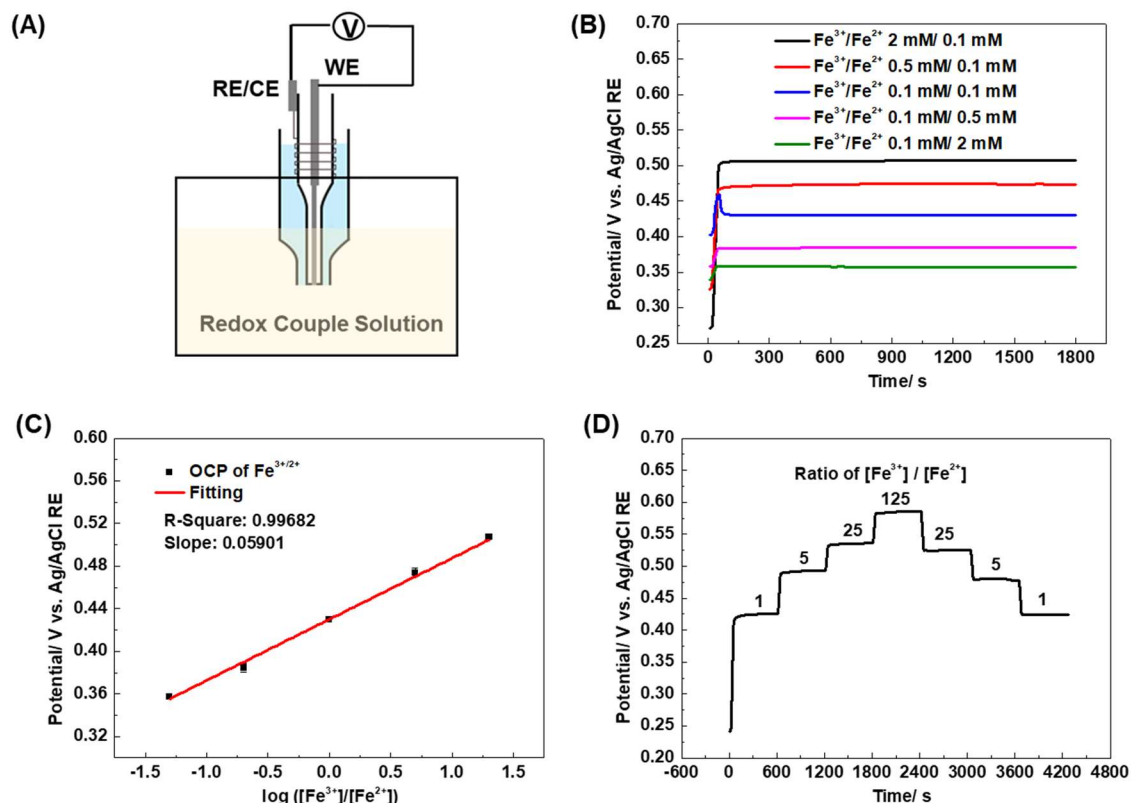 (A)
V
RE/CE
WE
Redox Couple Solution
(B)
Potential/ V vs. Ag/AgCl RE
0.70
0.65
0.60
0.55
0.50
0.45
0.40
0.35
0.30
0.25
Fe³⁺/Fe²⁺ 2 mM/ 0.1 mM
Fe³⁺/Fe²⁺ 0.5 mM/ 0.1 mM
Fe³⁺/Fe²⁺ 0.1 mM/ 0.1 mM
Fe³⁺/Fe²⁺ 0.1 mM/ 0.5 mM
Fe³⁺/Fe²⁺ 0.1 mM/ 2 mM
0 300 600 900 1200 1500 1800
Time/ s
(C)
Potential/ V vs. Ag/AgCl RE
0.60
0.56
0.52
0.48
0.44
0.40
0.36
0.32
OCP of Fe³⁺/²⁺
Fitting
R-Square: 0.99682
Slope: 0.05901
-1.5 -1.0 -0.5 0.0 0.5 1.0 1.5
log ([Fe³⁺]/[Fe²⁺])
(D)
Potential/ V vs. Ag/AgCl RE
0.70
0.65
0.60
0.55
0.50
0.45
0.40
0.35
0.30
0.25
0.20
Ratio of [Fe³⁺] / [Fe²⁺]
1 5 25 125 25 5 1
-600 0 600 1200 1800 2400 3000 3600 4200 4800
Time/ s